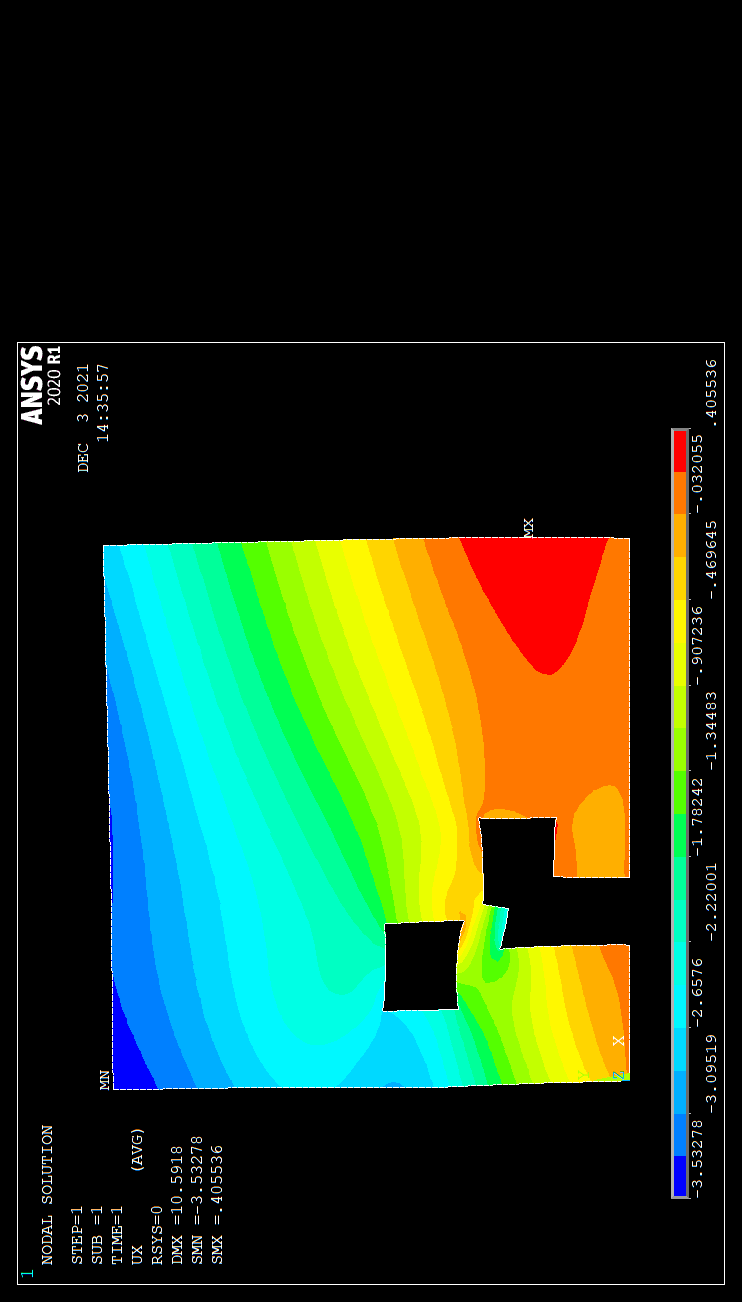 1
NODAL SOLUTION
STEP=1
SUB =1
TIME=1
UX       (AVG)
RSYS=0
DMX =10.5918
SMN =-3.53278
SMX =.405536
ANSYS
2020 R1
DEC  3 2021
14:35:57
MN
MX
Y
Z
X
-3.53278
-3.09519
-2.6576
-2.22001
-1.78242
-1.34483
-.907236
-.469645
-.032055
.405536